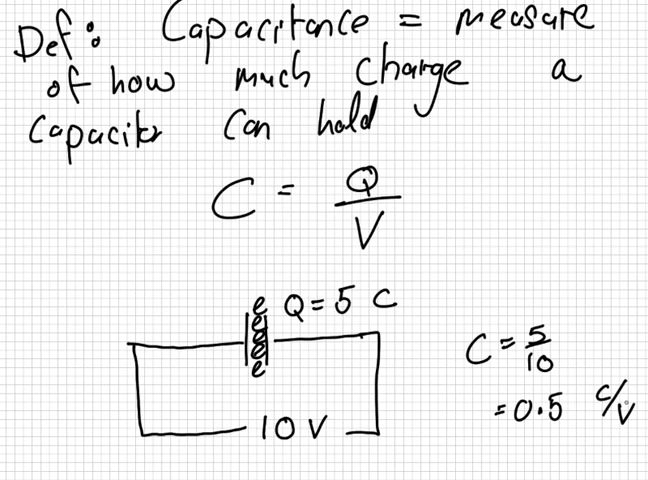 Def: Capacitance = measure
of how much charge a
Capacitor can hold
C = Q/V
e
e Q = 5 C
e
e
e
10 V
C = 5/10
= 0.5 C/V